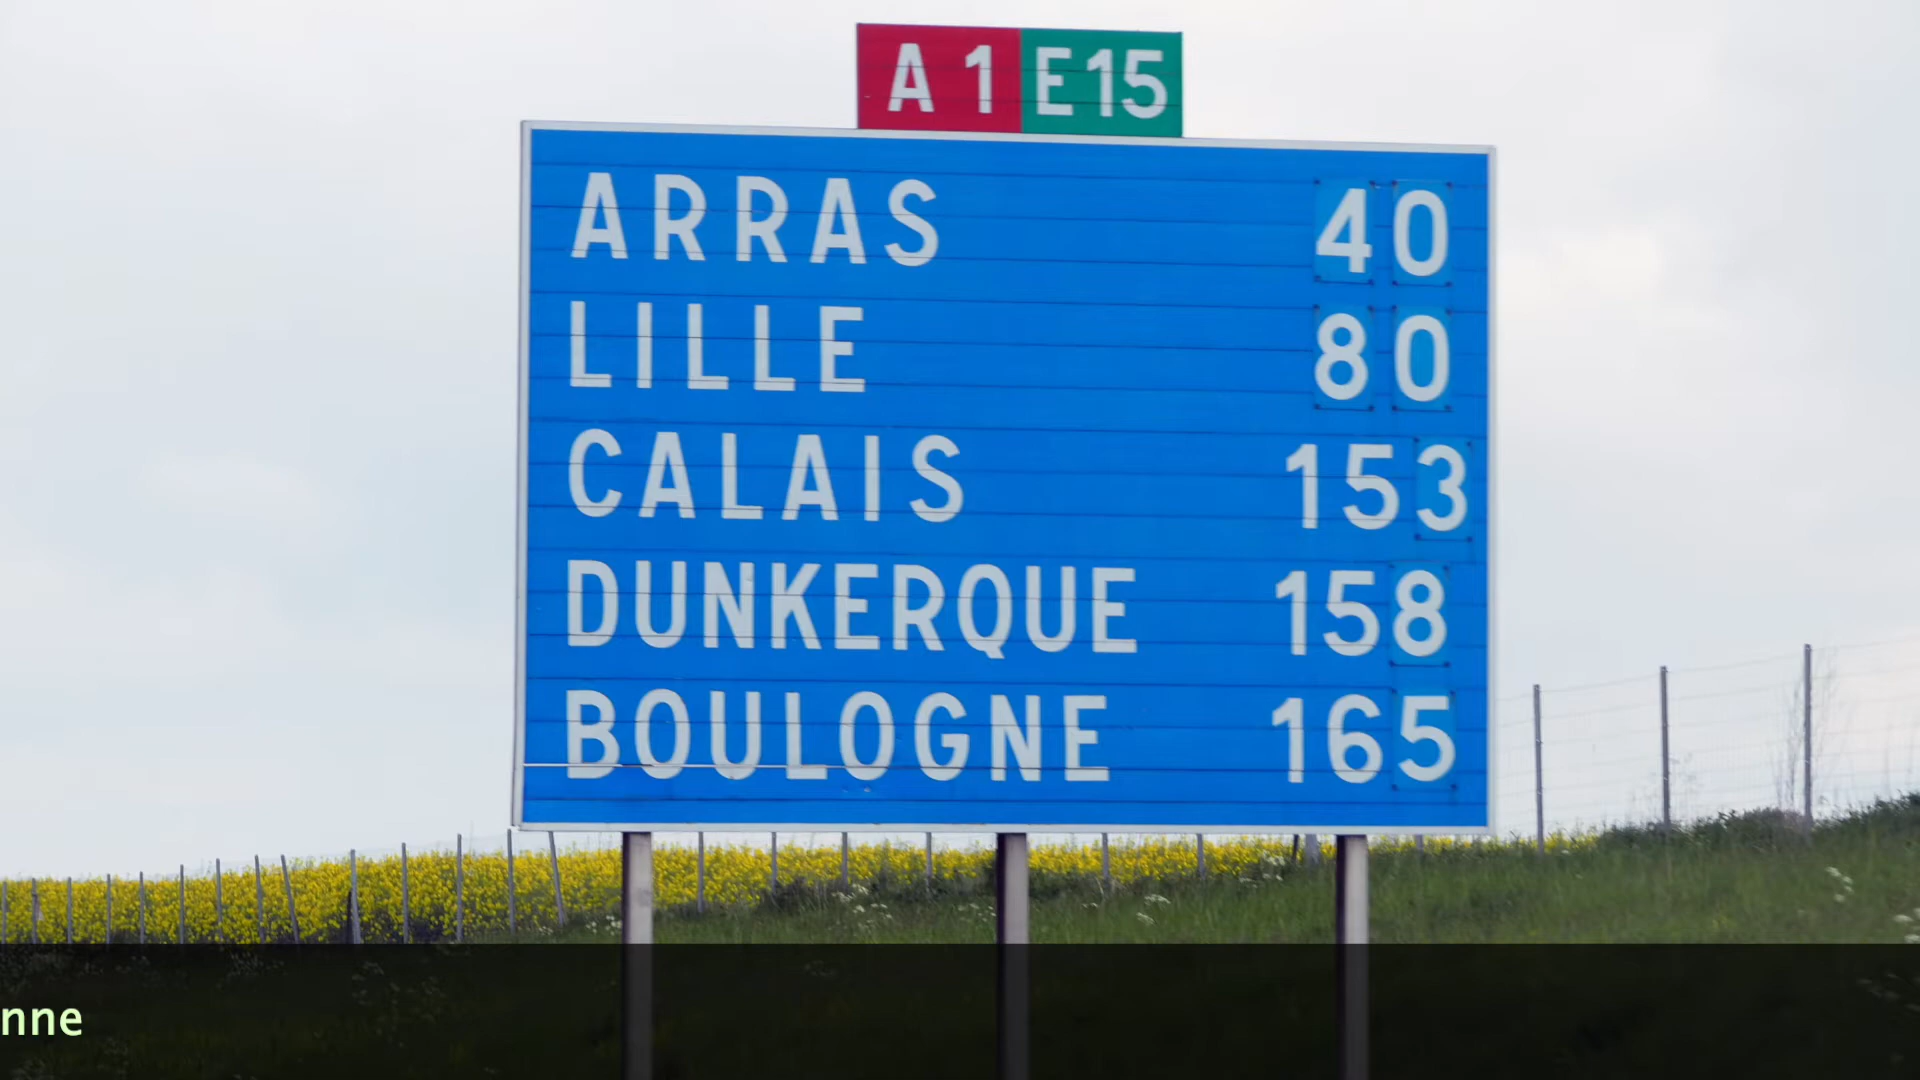 A 1 E15
ARRAS 40
LILLE 80
CALAIS 153
DUNKERQUE 158
BOULOGNE 165
nne